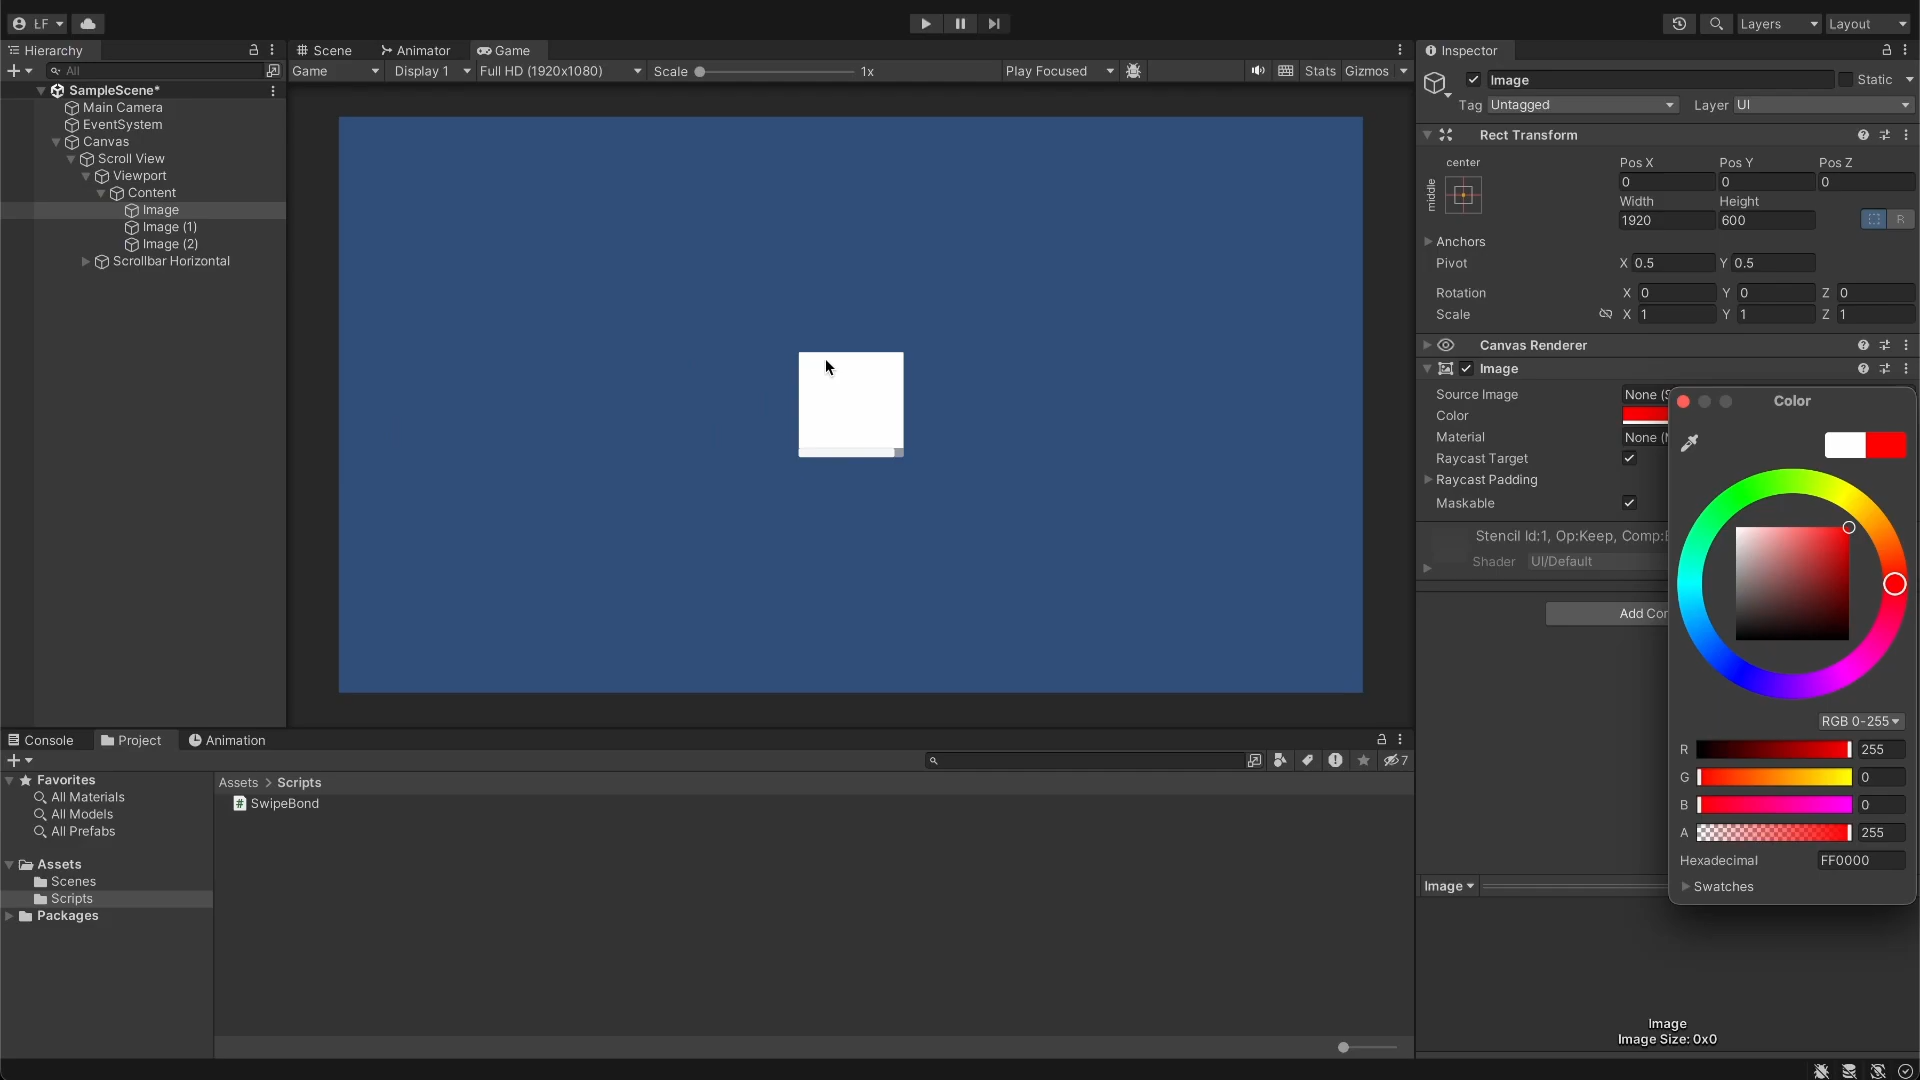 ŁF
Layers
Layout
Hierarchy
Scene
Animator
Game
Inspector
All
Game
Display 1
Full HD (1920x1080)
Scale
1x
Play Focused
Stats
Gizmos
Image
Static
SampleScene*
Tag
Untagged
Layer
UI
Main Camera
EventSystem
Canvas
Scroll View
Viewport
Content
Image
Image (1)
Image (2)
Scrollbar Horizontal
Rect Transform
center
middle
Pos X
Pos Y
Pos Z
0
0
0
Width
Height
1920
600
R
Anchors
Pivot
X 0.5
Y 0.5
Rotation
X 0
Y 0
Z 0
Scale
X 1
Y 1
Z 1
Canvas Renderer
Image
Source Image
None (S
Color
Material
None (
Raycast Target
Raycast Padding
Maskable
Stencil Id:1, Op:Keep, Comp:E
Shader
UI/Default
Add Cor
Color
RGB 0-255
R
255
G
0
B
0
A
255
Hexadecimal
FF0000
Swatches
Image
Image
Image Size: 0x0
Console
Project
Animation
7
Favorites
All Materials
All Models
All Prefabs
Assets
Scenes
Scripts
Packages
Assets > Scripts
# SwipeBond